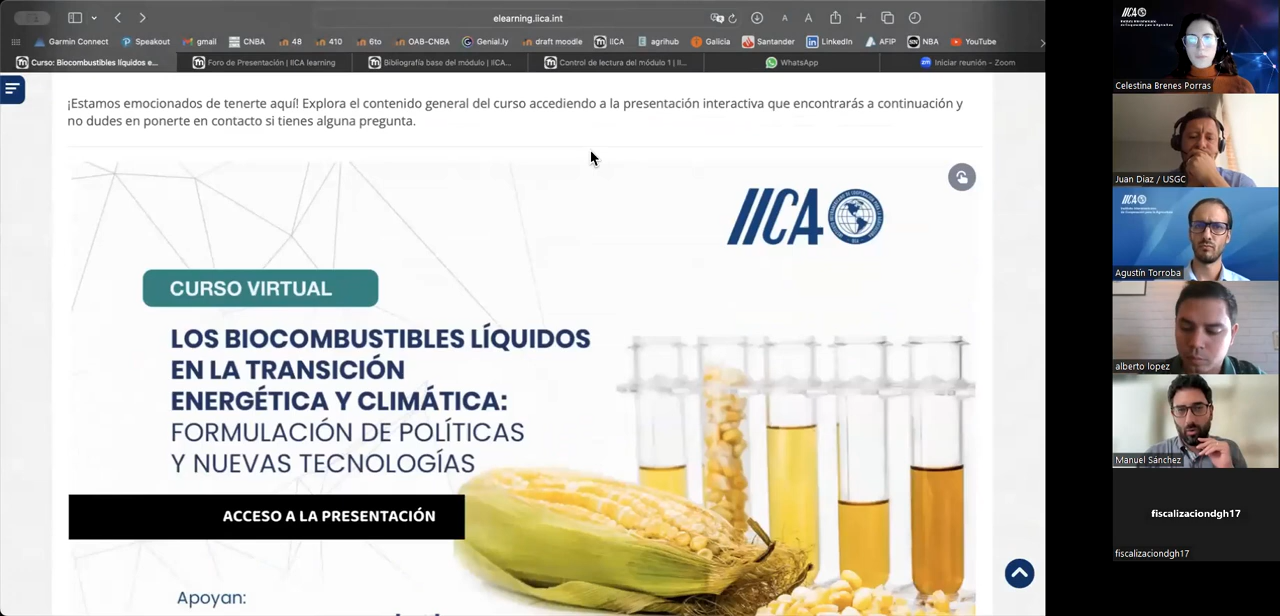 elearning.iica.int
Garmin Connect
Speakout
gmail
CNBA
48
410
6to
OAB-CNBA
Genial.ly
draft moodle
IICA
agrihub
Galicia
Santander
LinkedIn
AFIP
NBA
YouTube
Curso: Biocombustibles líquidos e...
Foro de Presentación | IICA learning
Bibliografía base del módulo | IICA...
Control de lectura del módulo 1 | II...
WhatsApp
Iniciar reunión - Zoom
¡Estamos emocionados de tenerte aquí! Explora el contenido general del curso accediendo a la presentación interactiva que encontrarás a continuación y
no dudes en ponerte en contacto si tienes alguna pregunta.
IICA
CURSO VIRTUAL
LOS BIOCOMBUSTIBLES LÍQUIDOS
EN LA TRANSICIÓN
ENERGÉTICA Y CLIMÁTICA:
FORMULACIÓN DE POLÍTICAS
Y NUEVAS TECNOLOGÍAS
ACCESO A LA PRESENTACIÓN
Apoyan:
IICA
Celestina Brenes Porras
Juan Diaz / USGC
IICA
Agustín Torroba
alberto lopez
Manuel Sánchez
fiscalizaciondgh17
fiscalizaciondgh17